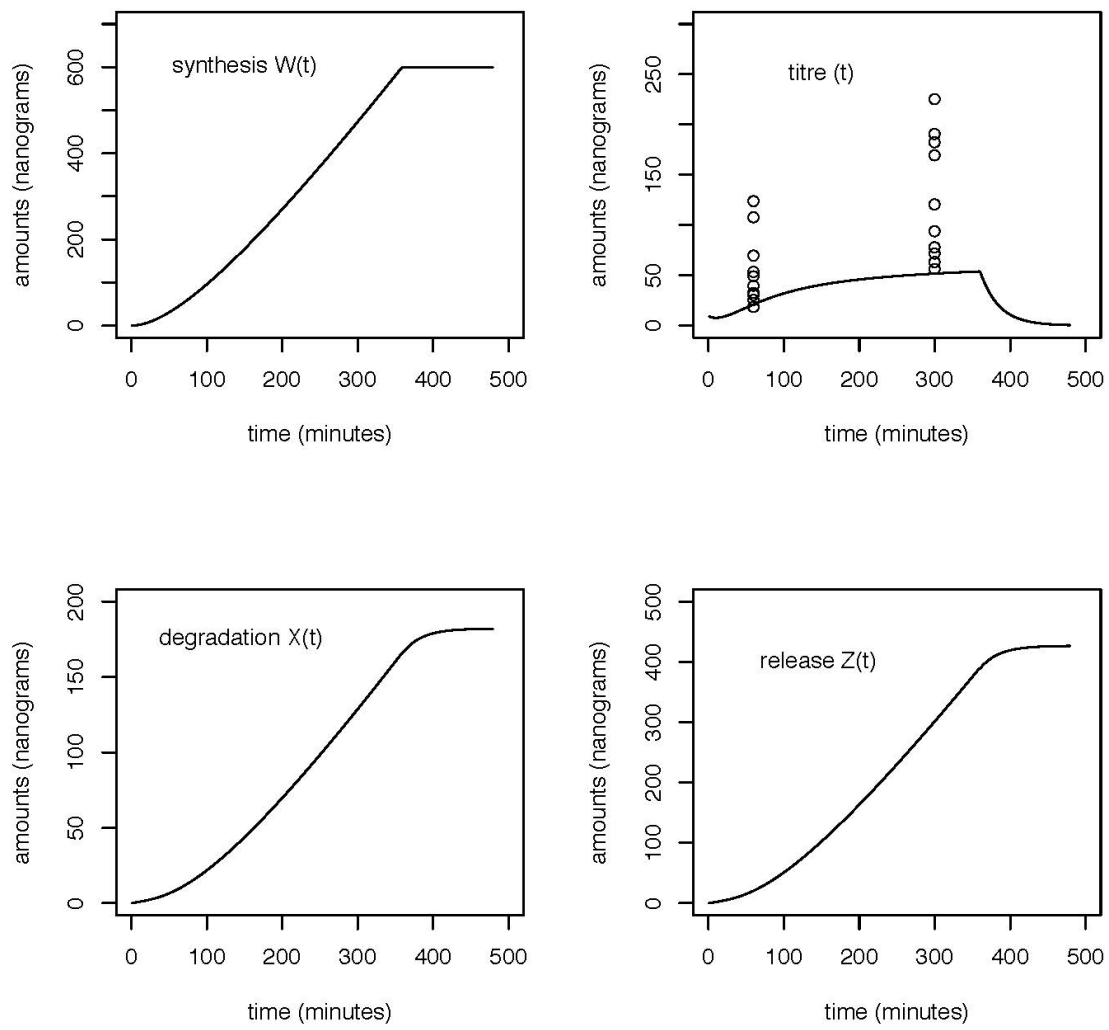 synthesis W(t)
amounts (nanograms)
600
400
200
0
0 100 200 300 400 500
time (minutes)
titre (t)
amounts (nanograms)
250
150
50
0
0 100 200 300 400 500
time (minutes)
degradation X(t)
amounts (nanograms)
200
150
100
50
0
0 100 200 300 400 500
time (minutes)
release Z(t)
amounts (nanograms)
500
400
300
200
100
0
0 100 200 300 400 500
time (minutes)